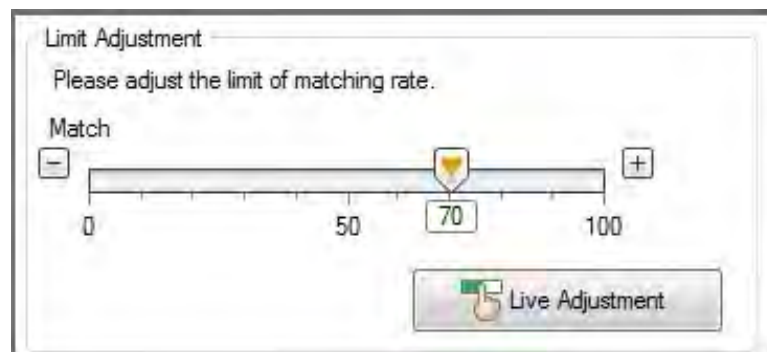 Limit Adjustment
Please adjust the limit of matching rate.
Match
- +
0 50 70 100
Live Adjustment